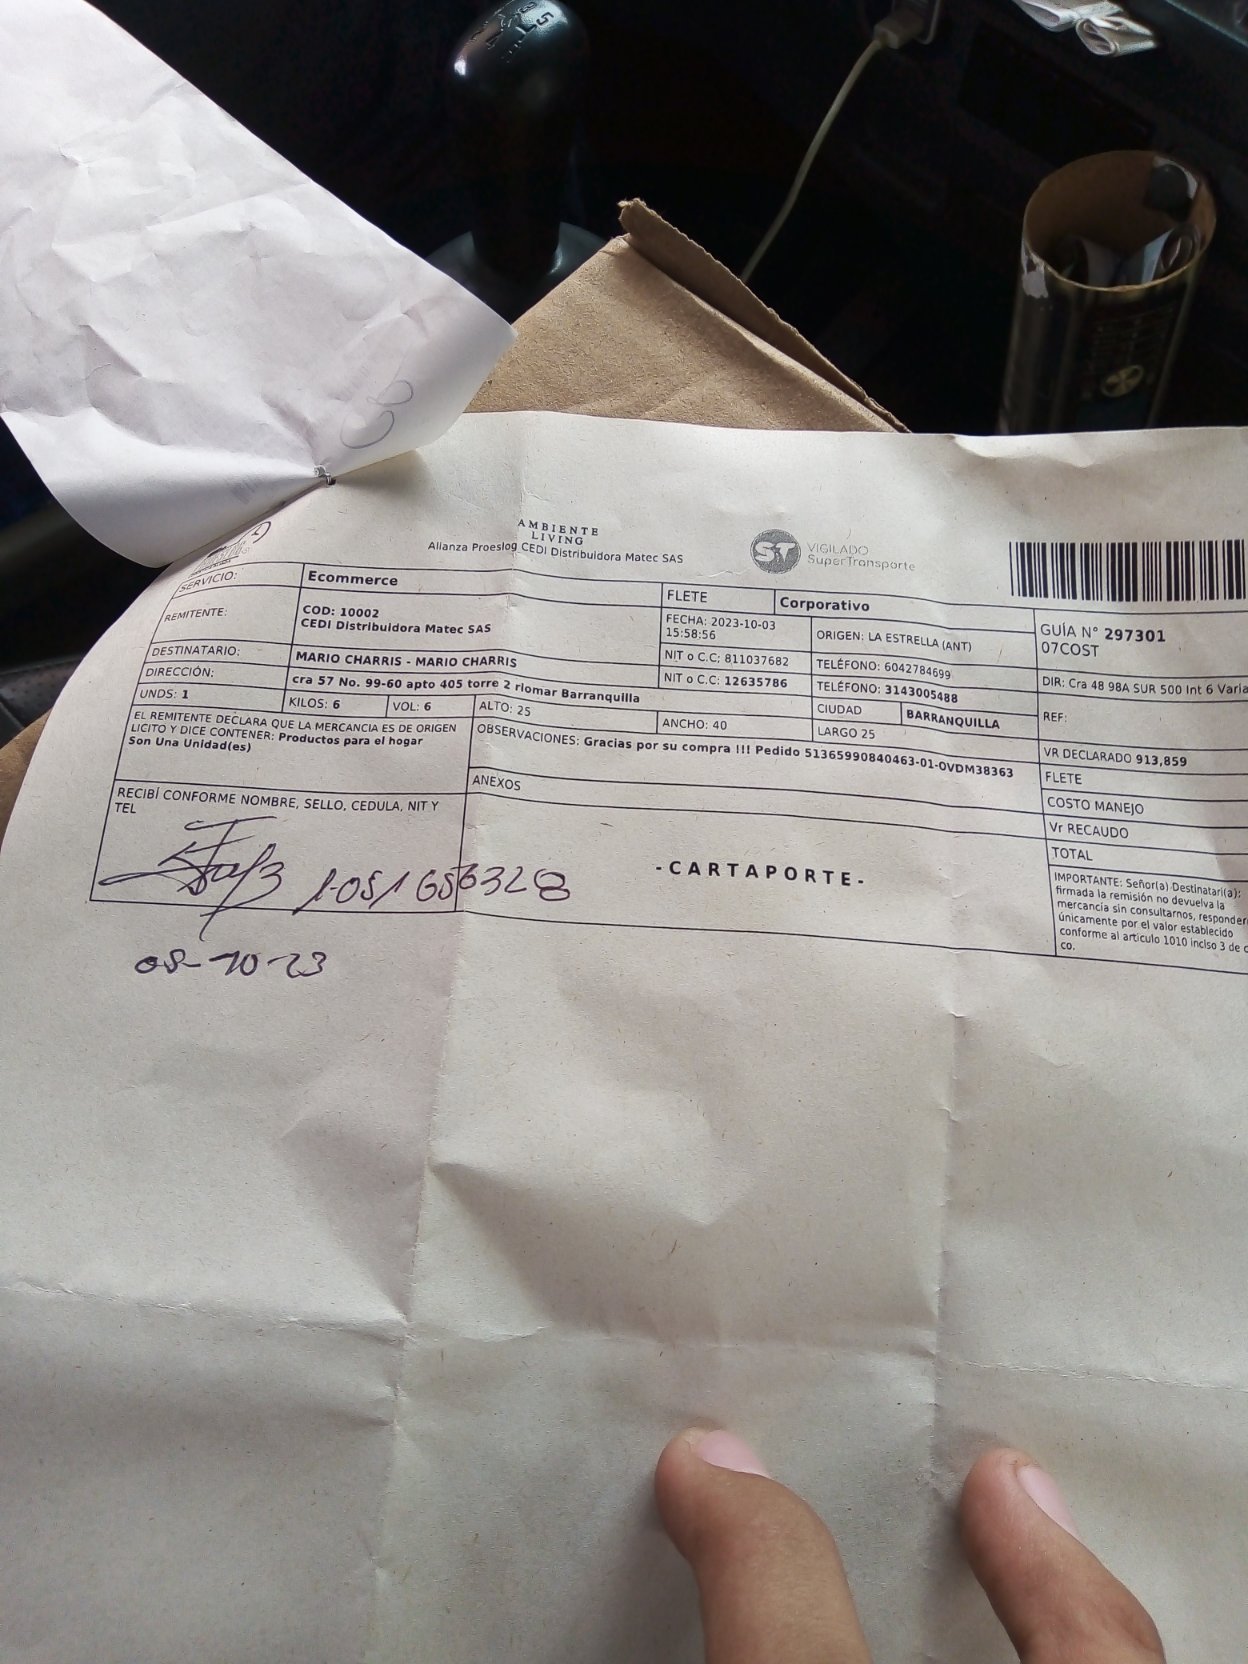 AMBIENTE
LIVING
Alianza Proeslog CEDI Distribuidora Matec SAS
ST VIGILADO
SuperTransporte
SERVICIO: Ecommerce
FLETE Corporativo
REMITENTE: COD: 10002
CEDI Distribuidora Matec SAS
FECHA: 2023-10-03
15:58:56
ORIGEN: LA ESTRELLA (ANT)
GUÍA N° 297301
07COST
DESTINATARIO: MARIO CHARRIS - MARIO CHARRIS
NIT o C.C: 811037682
TELÉFONO: 6042784699
DIR: Cra 48 98A SUR 500 Int 6 Varia
DIRECCIÓN: cra 57 No. 99-60 apto 405 torre 2 riomar Barranquilla
NIT o C.C: 12635786
TELÉFONO: 3143005488
UNDS: 1 KILOS: 6 VOL: 6 ALTO: 25 ANCHO: 40 LARGO 25
CIUDAD BARRANQUILLA
REF:
EL REMITENTE DECLARA QUE LA MERCANCIA ES DE ORIGEN
LICITO Y DICE CONTENER: Productos para el hogar
Son Una Unidad(es)
OBSERVACIONES: Gracias por su compra !!! Pedido 51365990840463-01-OVDM38363
VR DECLARADO 913,859
FLETE
ANEXOS
COSTO MANEJO
Vr RECAUDO
TOTAL
RECIBÍ CONFORME NOMBRE, SELLO, CEDULA, NIT Y
TEL
1.051656328
08-10-23
-CARTAPORTE-
IMPORTANTE: Señor(a) Destinatari(a):
firmada la remisión no devuelva la
mercancia sin consultarnos, responder
únicamente por el valor establecido
conforme al articulo 1010 inciso 3 de c
co.